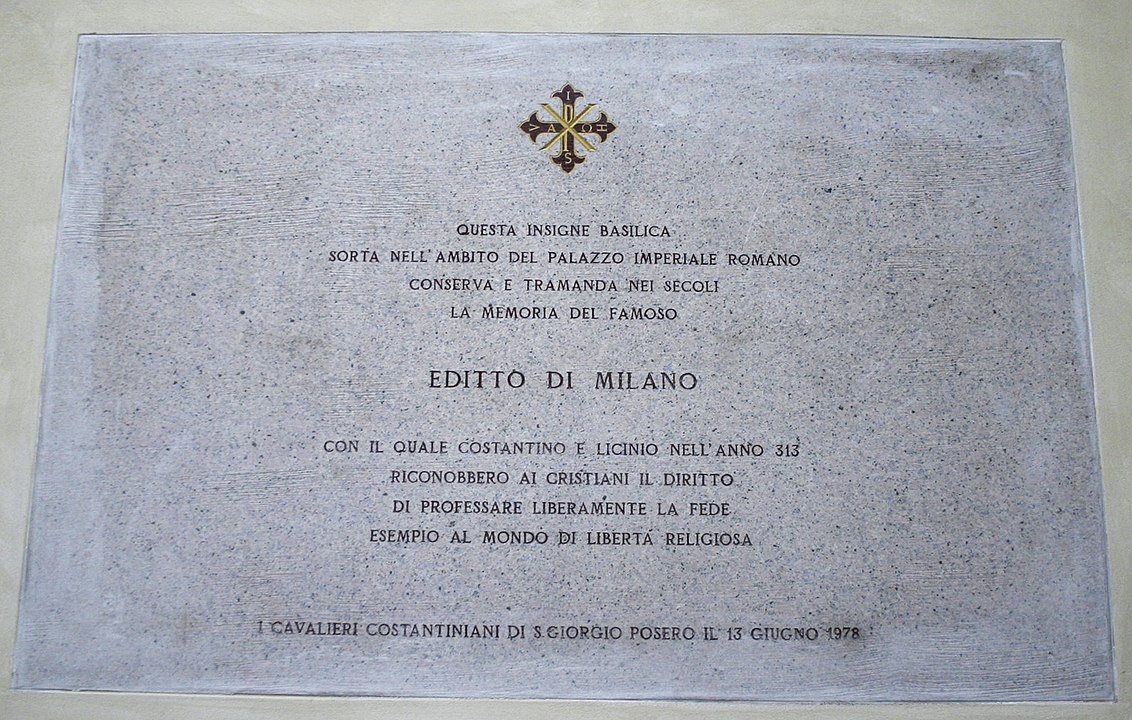 I
V A Ω H
S
QUESTA INSIGNE BASILICA
SORTA NELL'AMBITO DEL PALAZZO IMPERIALE ROMANO
CONSERVA E TRAMANDA NEI SECOLI
LA MEMORIA DEL FAMOSO
EDITTO DI MILANO
CON IL QUALE COSTANTINO E LICINIO NELL'ANNO 313
RICONOBBERO AI CRISTIANI IL DIRITTO
DI PROFESSARE LIBERAMENTE LA FEDE
ESEMPIO AL MONDO DI LIBERTÀ RELIGIOSA
I CAVALIERI COSTANTINIANI DI S.GIORGIO POSERO IL 13 GIUGNO 1978